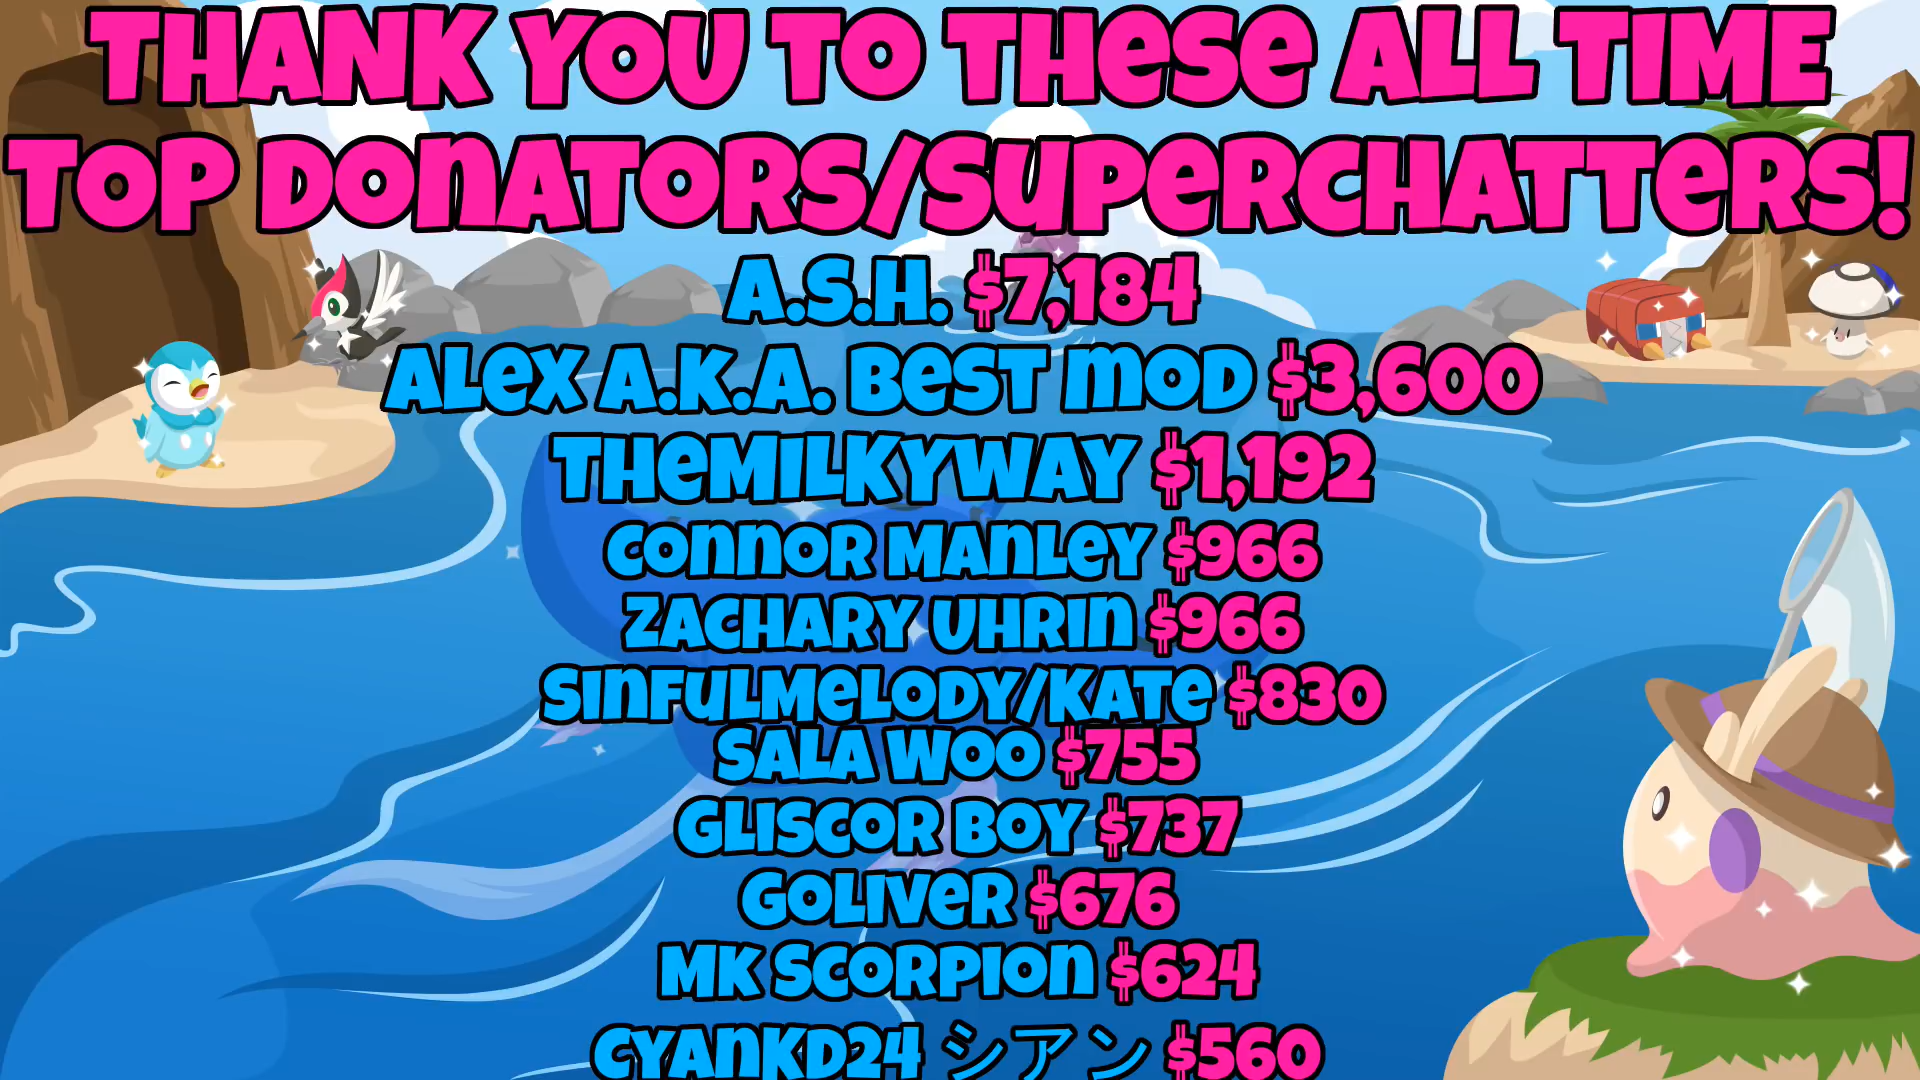 THANK YOU TO THESE ALL TIME
TOP DONATORS/SUPERCHATTERS!
A.S.H. $7,184
ALEX A.K.A. BEST MOD $3,600
THEMILKYWAY $1,192
CONNOR MANLEY $966
ZACHARY UHRIN $966
SINFULMELODY/KATE $830
SALA WOO $755
GLISCOR BOY $737
GOLIVER $676
MK SCORPION $624
CYANKD24 シアン $560